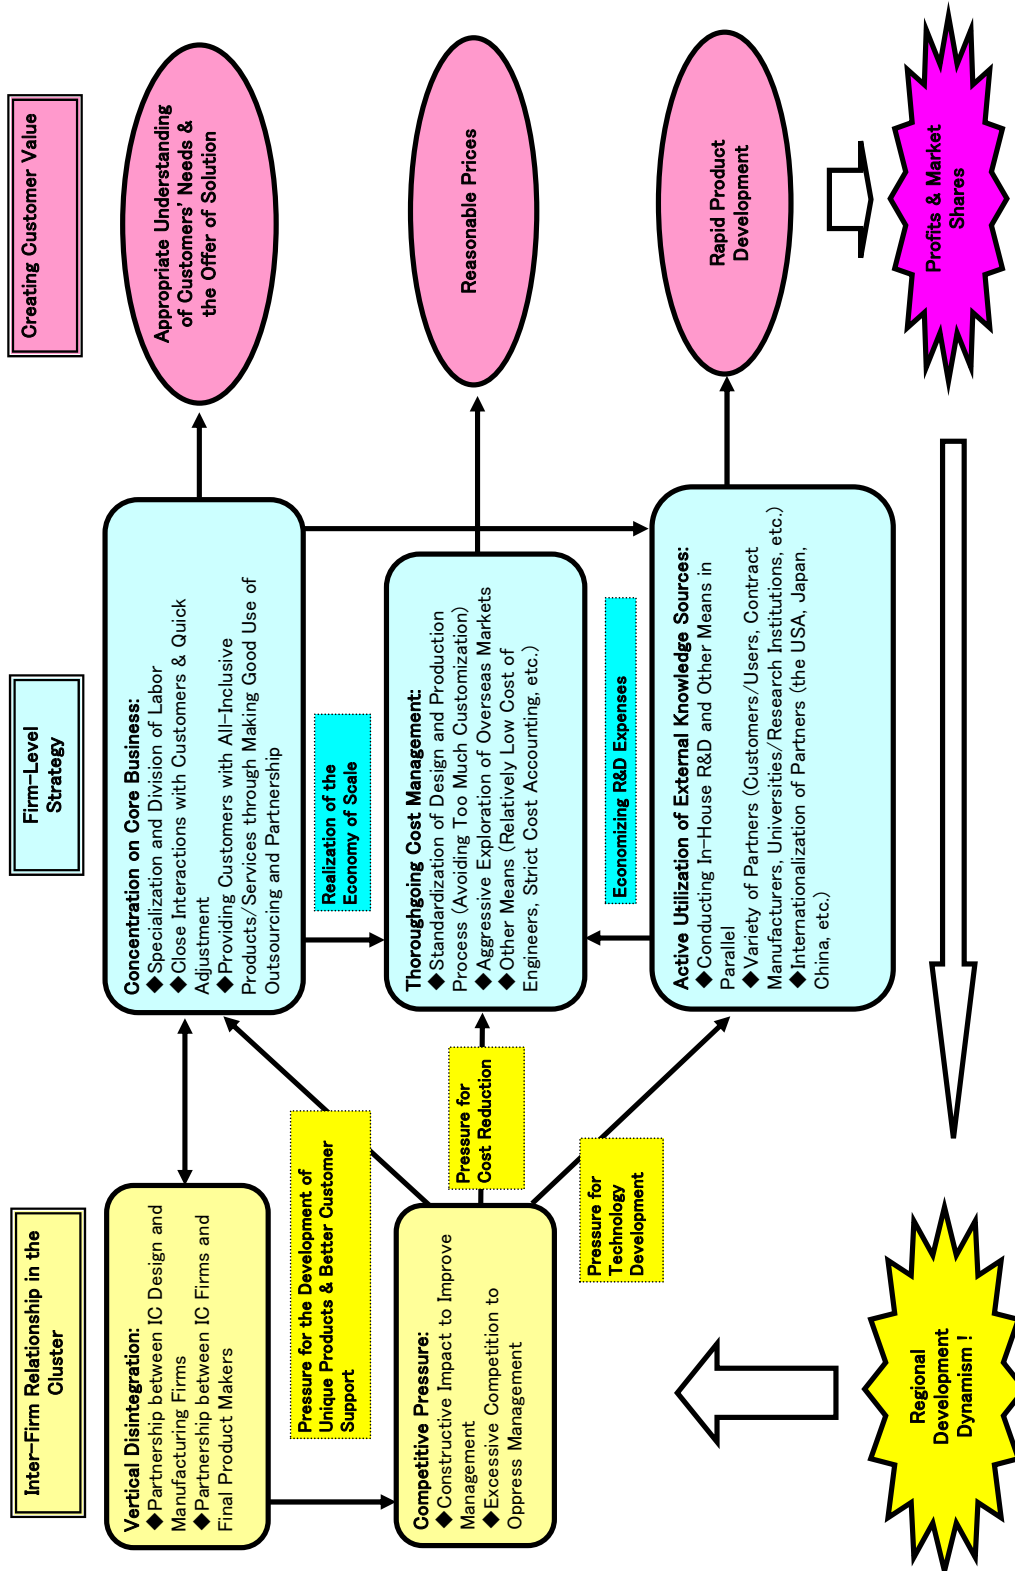 Inter-Firm Relationship in the
Cluster
Firm-Level
Strategy
Creating Customer Value
Vertical Disintegration:
◆Partnership between IC Design and
Manufacturing Firms
◆Partnership between IC Firms and
Final Product Makers
Concentration on Core Business:
◆Specialization and Division of Labor
◆Close Interactions with Customers & Quick
Adjustment
◆Providing Customers with All-Inclusive
Products/Services through Making Good Use of
Outsourcing and Partnership
Appropriate Understanding
of Customers' Needs &
the Offer of Solution
Pressure for the Development of
Unique Products & Better Customer
Support
Realization of the
Economy of Scale
Competitive Pressure:
◆Constructive Impact to Improve
Management
◆Excessive Competition to
Oppress Management
Pressure for
Cost Reduction
Thoroughgoing Cost Management:
◆Standardization of Design and Production
Process (Avoiding Too Much Customization)
◆Aggressive Exploration of Overseas Markets
◆Other Means (Relatively Low Cost of
Engineers, Strict Cost Accounting, etc.)
Reasonable Prices
Pressure for
Technology
Development
Economizing R&D Expenses
Active Utilization of External Knowledge Sources:
◆Conducting In-House R&D and Other Means in
Parallel
◆Variety of Partners (Customers/Users, Contract
Manufacturers, Universities/Research Institutions, etc.)
◆Internationalization of Partners (the USA, Japan,
China, etc.)
Rapid Product
Development
Regional
Development
Dynamism !
Profits & Market
Shares